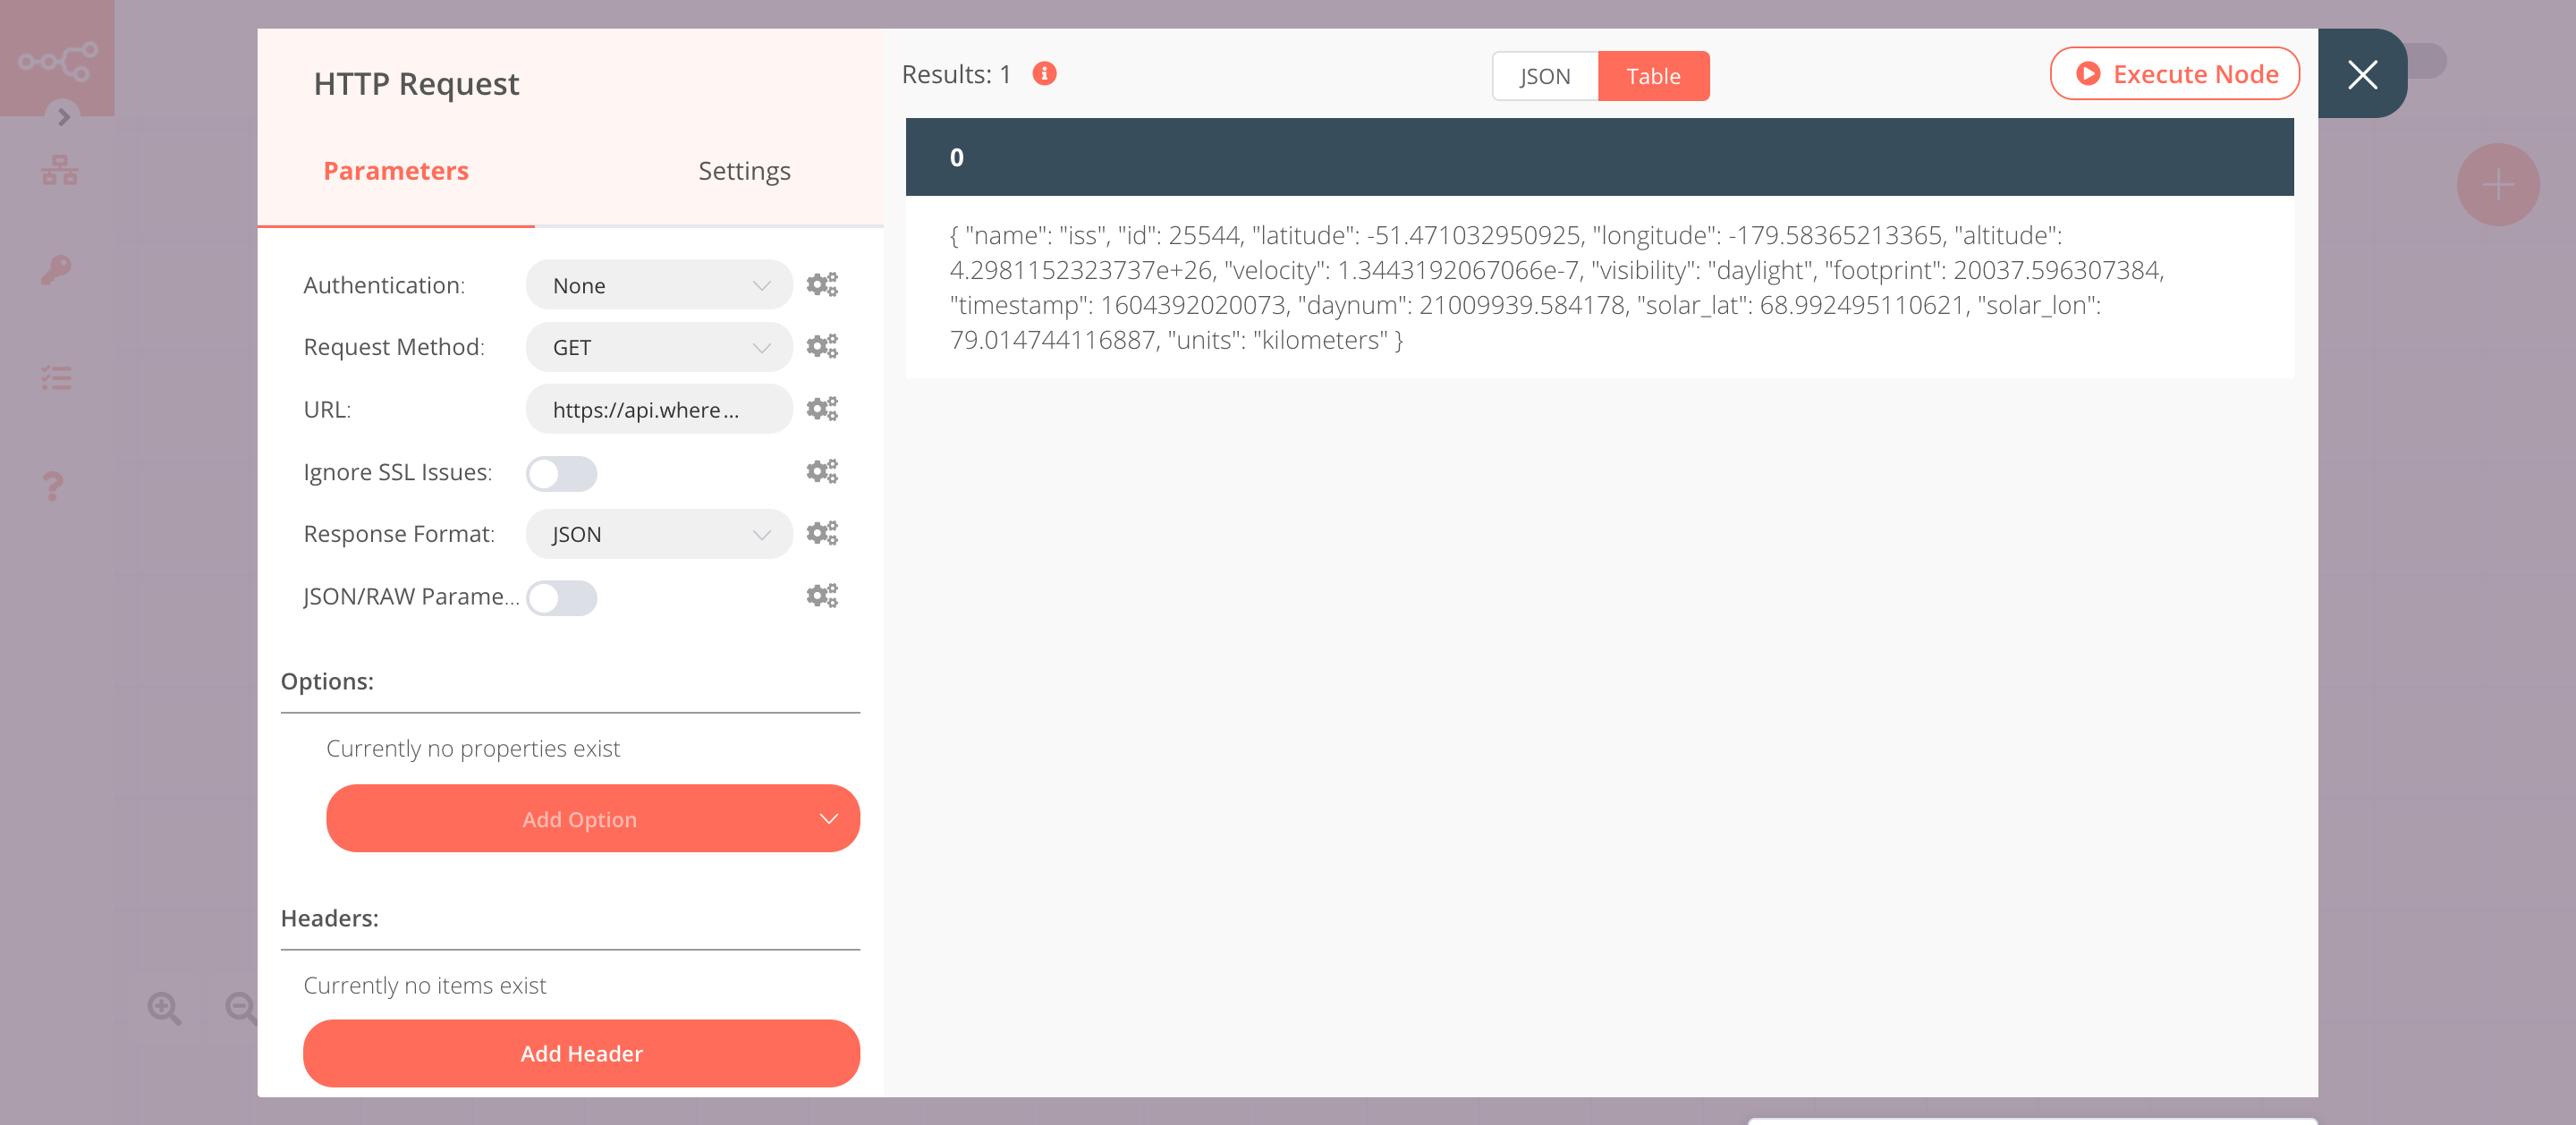 HTTP Request
Parameters
Settings
Authentication:
None
Request Method:
GET
URL:
https://api.where...
Ignore SSL Issues:
Response Format:
JSON
JSON/RAW Parame...
Options:
Currently no properties exist
Add Option
Headers:
Currently no items exist
Add Header
Results: 1
JSON
Table
Execute Node
0
{ "name": "iss", "id": 25544, "latitude": -51.471032950925, "longitude": -179.58365213365, "altitude":
4.2981152323737e+26, "velocity": 1.3443192067066e-7, "visibility": "daylight", "footprint": 20037.596307384,
"timestamp": 1604392020073, "daynum": 21009939.584178, "solar_lat": 68.992495110621, "solar_lon":
79.014744116887, "units": "kilometers" }